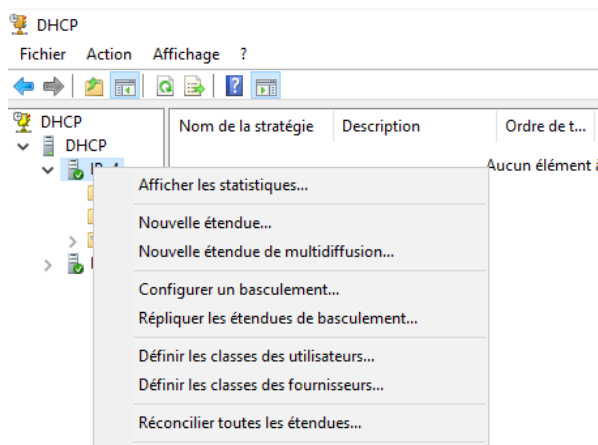 DHCP
Fichier Action Affichage ?
DHCP
Nom de la stratégie Description Ordre de t...
DHCP
Aucun élément à
Afficher les statistiques...
Nouvelle étendue...
Nouvelle étendue de multidiffusion...
Configurer un basculement...
Répliquer les étendues de basculement...
Définir les classes des utilisateurs...
Définir les classes des fournisseurs...
Réconcilier toutes les étendues...